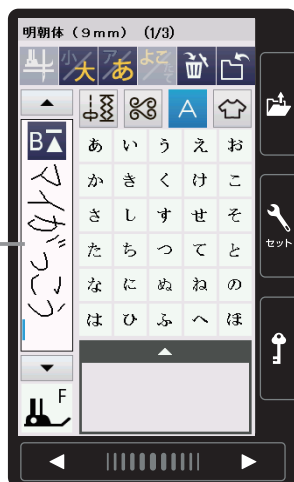 明朝体（9mm） (1/3)
小大 アあ よこたて
A
B
マイがっこう
あ い う え お
か き く け こ
さ し す せ そ
た ち つ て と
な に ぬ ね の
は ひ ふ へ ほ
F
セット